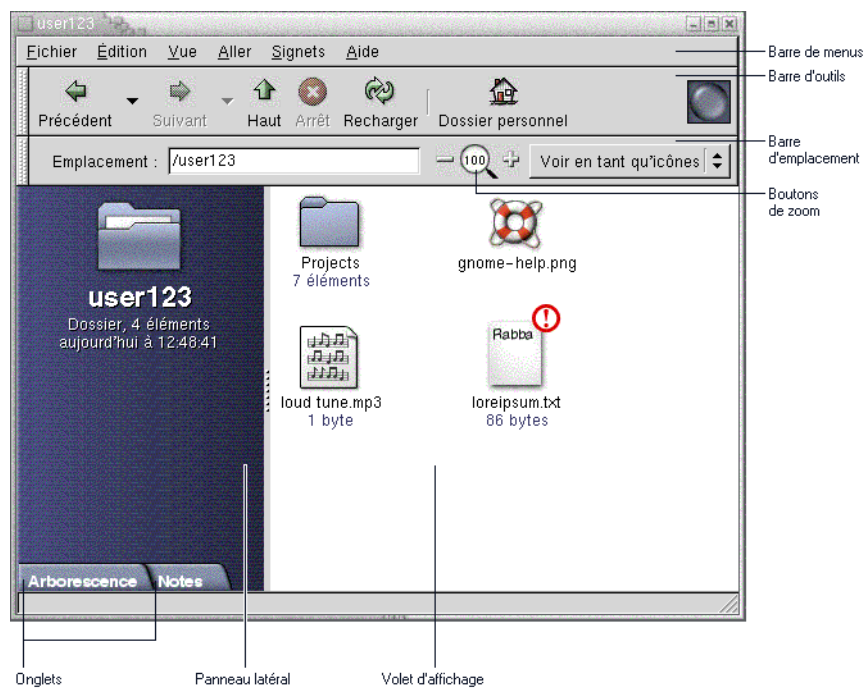 user123
Fichier Édition Vue Aller Signets Aide
Barre de menus
Barre d'outils
Précédent Suivant Haut Arrêt Recharger Dossier personnel
Barre
d'emplacement
Emplacement : /user123 100 Voir en tant qu'icônes
Boutons
de zoom
user123
Dossier, 4 éléments
aujourd'hui à 12:48:41
Projects
7 éléments
gnome-help.png
loud tune.mp3
1 byte
Rabba
loreipsum.txt
86 bytes
Arborescence Notes
Onglets Panneau latéral Volet d'affichage